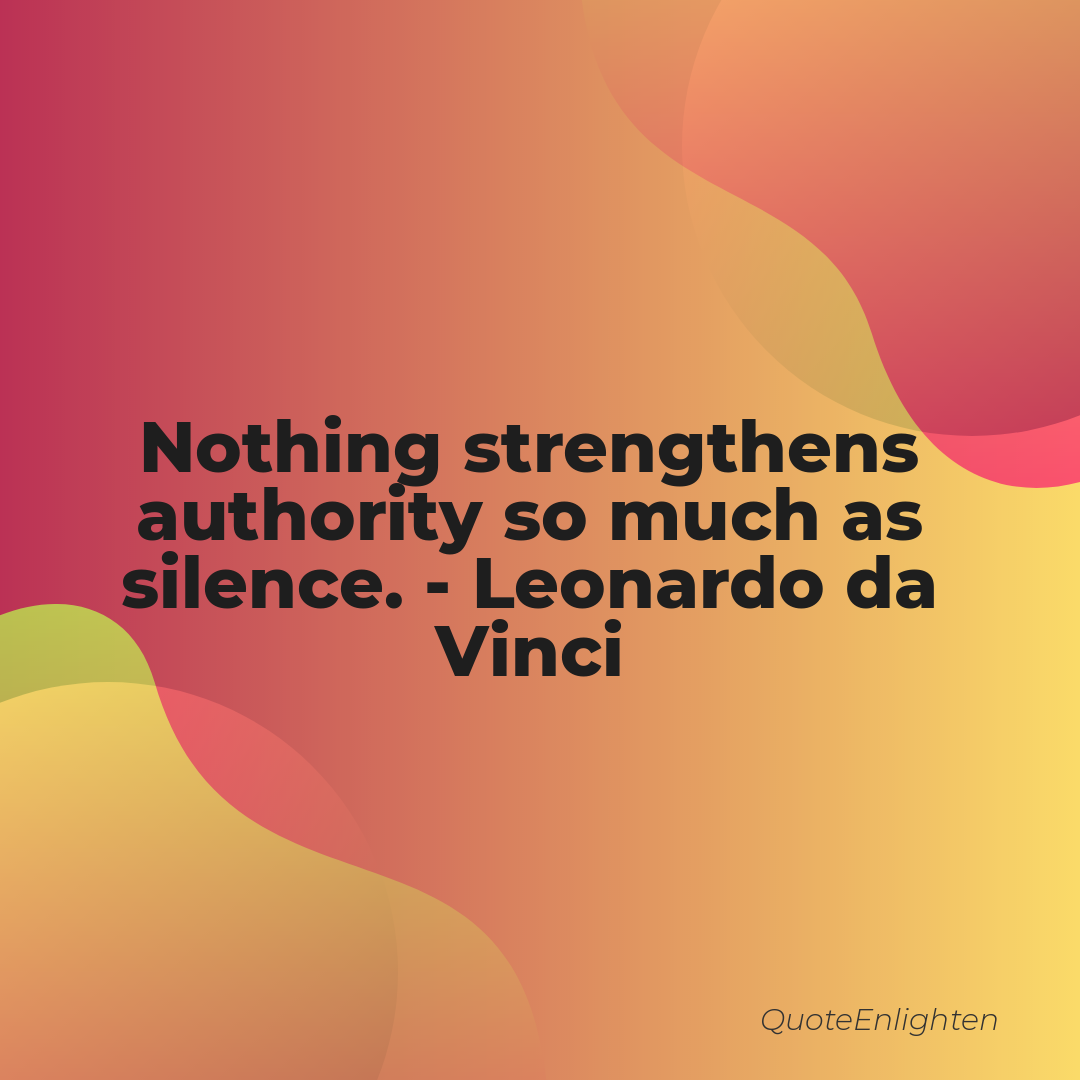 Nothing strengthens
authority so much as
silence. - Leonardo da
Vinci
QuoteEnlighten